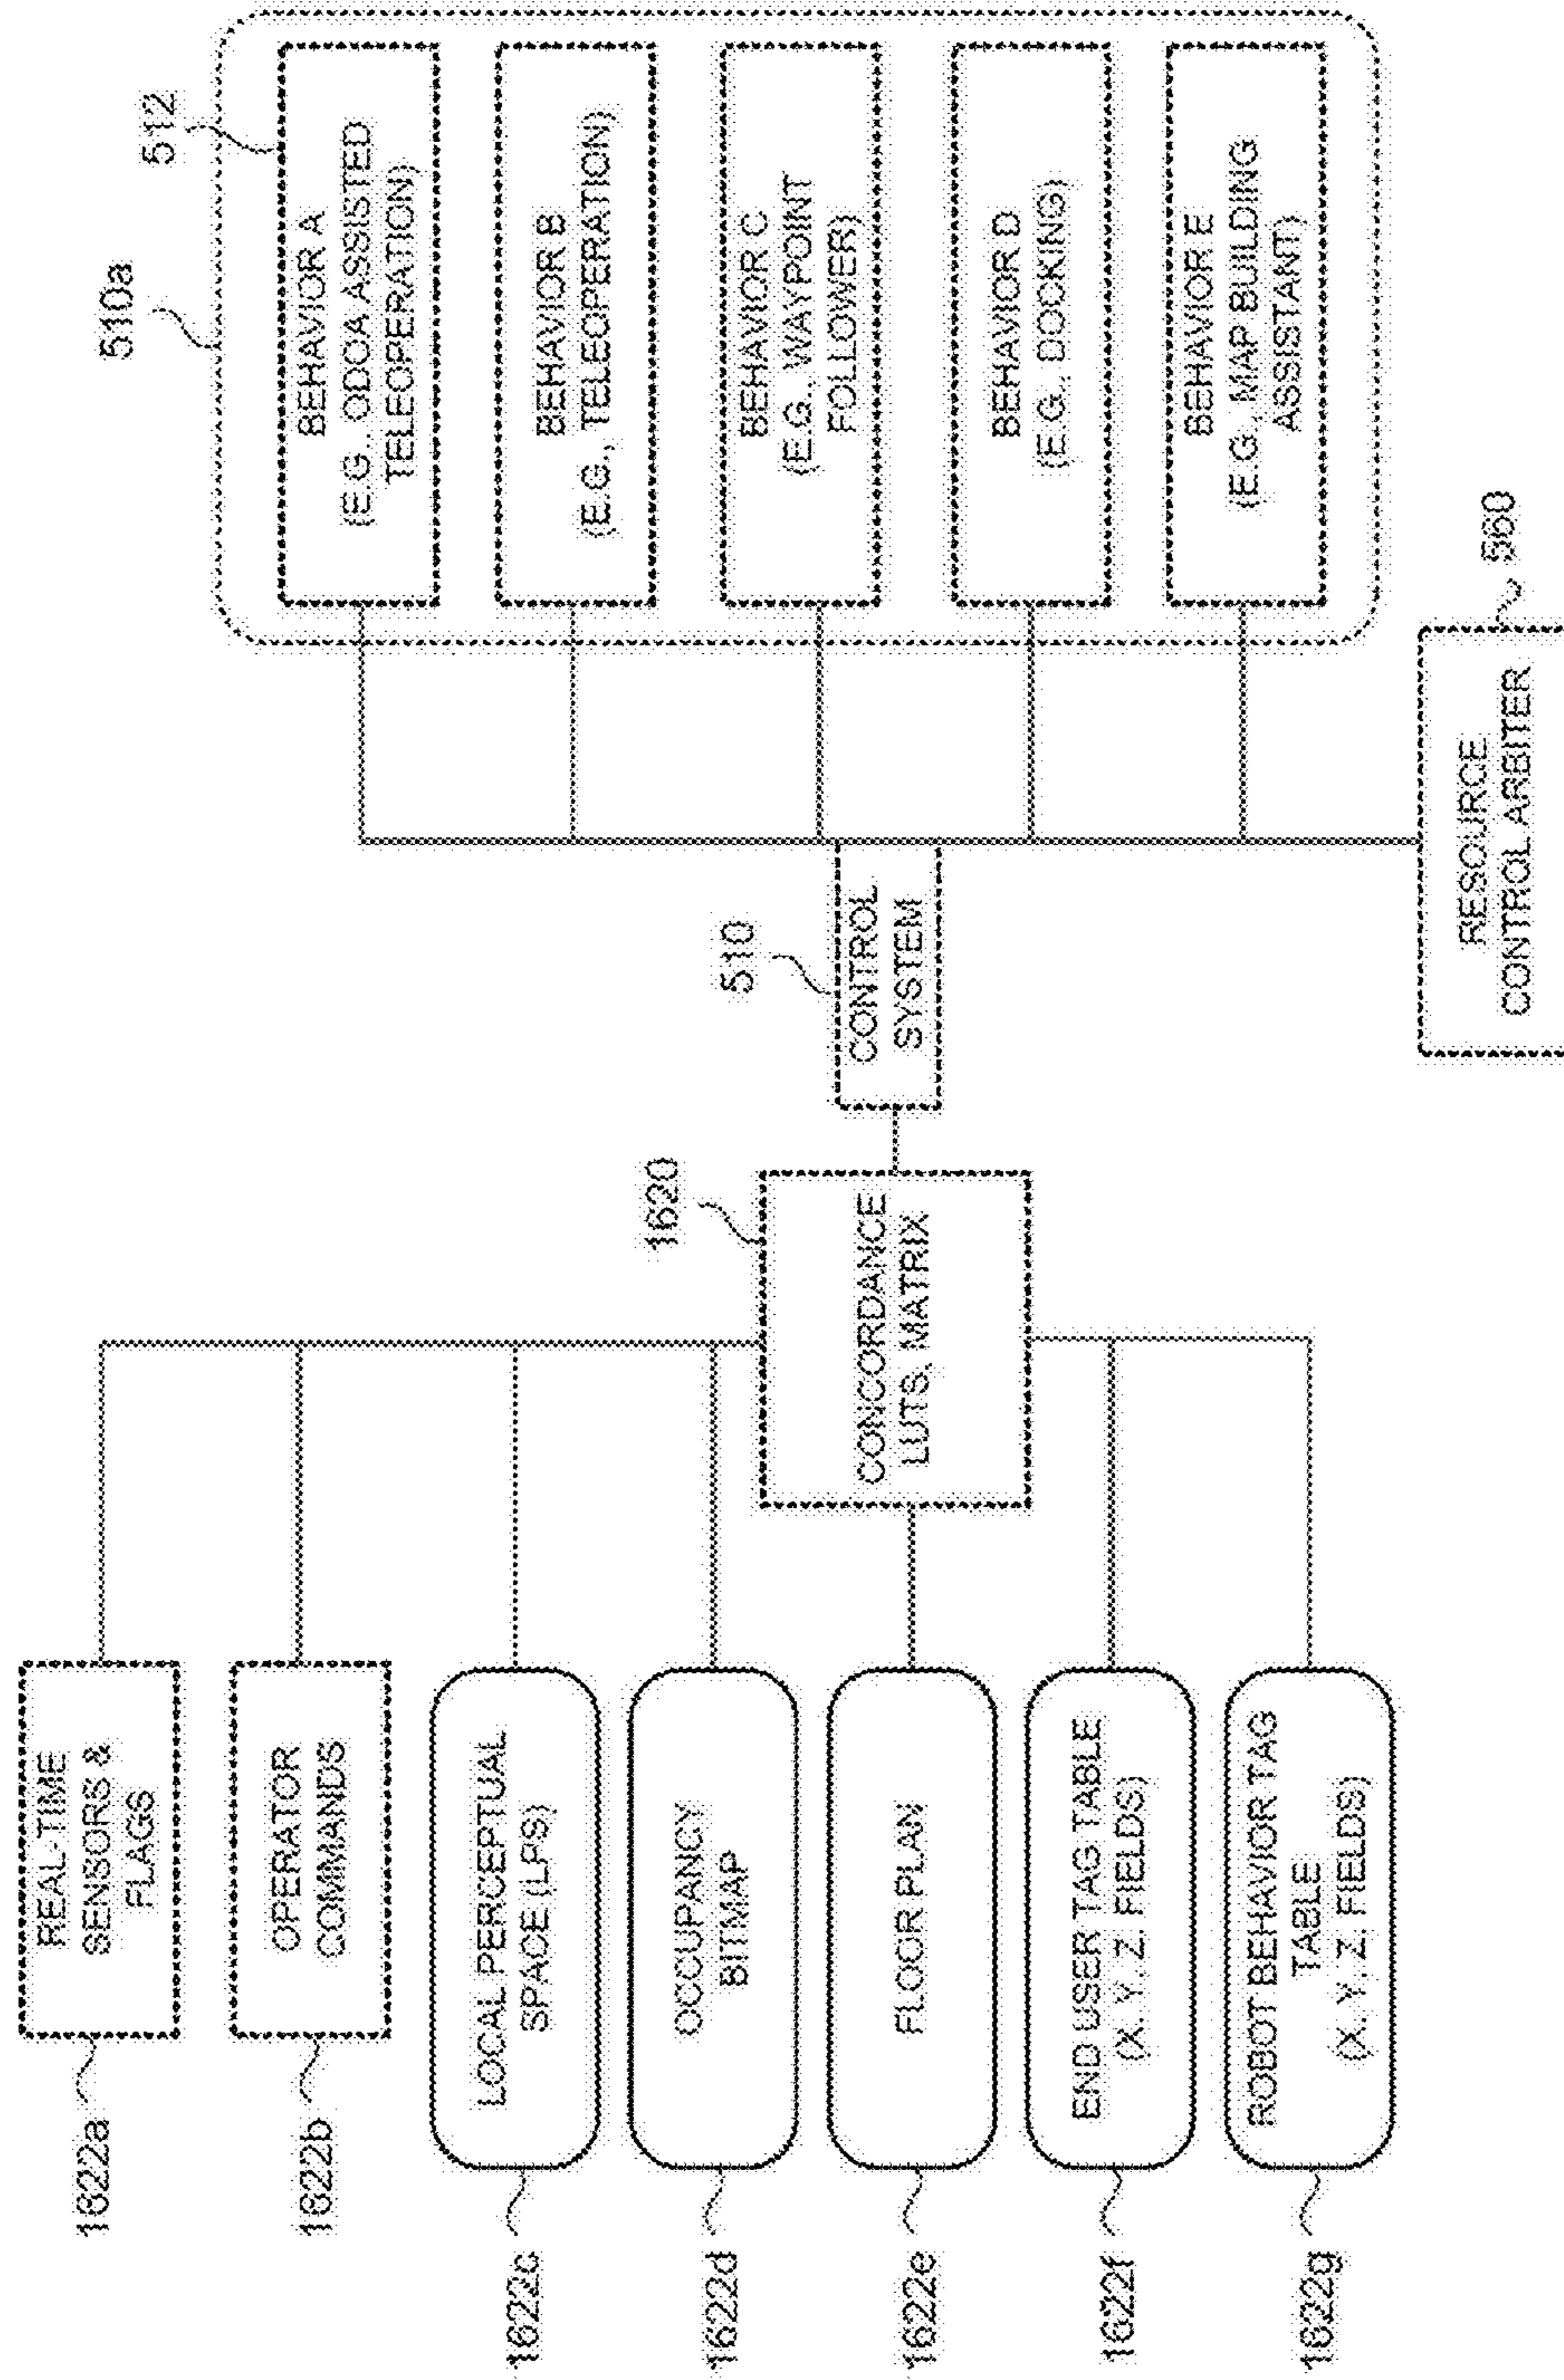 1622a
REAL-TIME
SENSORS &
FLAGS
1622b
OPERATOR
COMMANDS
1622c
LOCAL PERCEPTUAL
SPACE (LPS)
1622d
OCCUPANCY
BITMAP
1622e
FLOOR PLAN
1622f
END USER TAG TABLE
(X, Y, Z, FIELDS)
1622g
ROBOT BEHAVIOR TAG
TABLE
(X, Y, Z, FIELDS)
1620
CONCORDANCE
LUTS, MATRIX
510
CONTROL
SYSTEM
510a
512
BEHAVIOR A
(E.G., ODOA ASSISTED
TELEOPERATION)
BEHAVIOR B
(E.G., TELEOPERATION)
BEHAVIOR C
(E.G., WAYPOINT
FOLLOWER)
BEHAVIOR D
(E.G., DOCKING)
BEHAVIOR E
(E.G., MAP BUILDING
ASSISTANT)
560
RESOURCE
CONTROL ARBITER